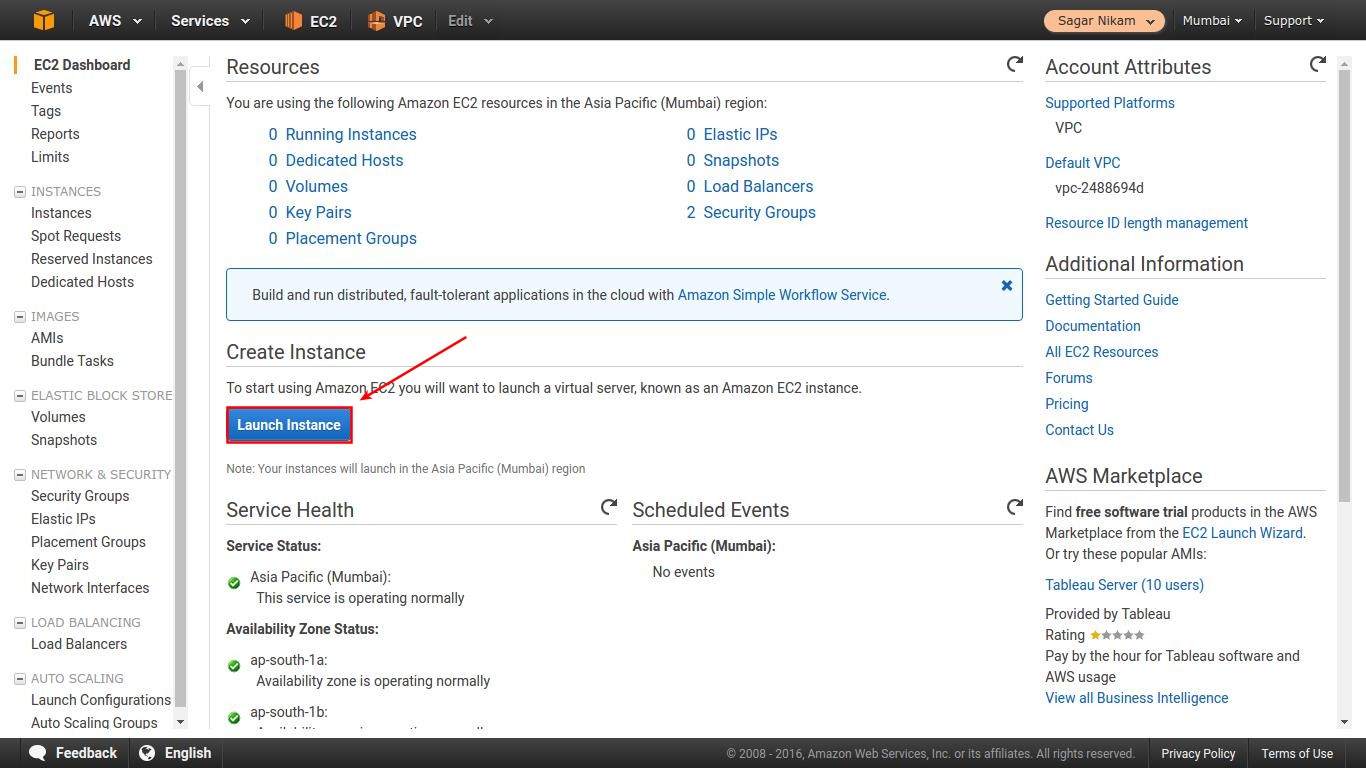 AWS Services EC2 VPC Edit Sagar Nikam Mumbai Support
EC2 Dashboard
Events
Tags
Reports
Limits
INSTANCES
Instances
Spot Requests
Reserved Instances
Dedicated Hosts
IMAGES
AMIs
Bundle Tasks
ELASTIC BLOCK STORE
Volumes
Snapshots
NETWORK & SECURITY
Security Groups
Elastic IPs
Placement Groups
Key Pairs
Network Interfaces
LOAD BALANCING
Load Balancers
AUTO SCALING
Launch Configurations
Auto Scaling Groups
Resources
You are using the following Amazon EC2 resources in the Asia Pacific (Mumbai) region:
0 Running Instances
0 Dedicated Hosts
0 Volumes
0 Key Pairs
0 Placement Groups
0 Elastic IPs
0 Snapshots
0 Load Balancers
2 Security Groups
Build and run distributed, fault-tolerant applications in the cloud with Amazon Simple Workflow Service.
Create Instance
To start using Amazon EC2 you will want to launch a virtual server, known as an Amazon EC2 instance.
Launch Instance
Note: Your instances will launch in the Asia Pacific (Mumbai) region
Service Health
Service Status:
Asia Pacific (Mumbai):
This service is operating normally
Availability Zone Status:
ap-south-1a:
Availability zone is operating normally
ap-south-1b:
Scheduled Events
Asia Pacific (Mumbai):
No events
Account Attributes
Supported Platforms
VPC
Default VPC
vpc-2488694d
Resource ID length management
Additional Information
Getting Started Guide
Documentation
All EC2 Resources
Forums
Pricing
Contact Us
AWS Marketplace
Find free software trial products in the AWS
Marketplace from the EC2 Launch Wizard.
Or try these popular AMIs:
Tableau Server (10 users)
Provided by Tableau
Rating
Pay by the hour for Tableau software and
AWS usage
View all Business Intelligence
Feedback English © 2008 - 2016, Amazon Web Services, Inc. or its affiliates. All rights reserved. Privacy Policy Terms of Use